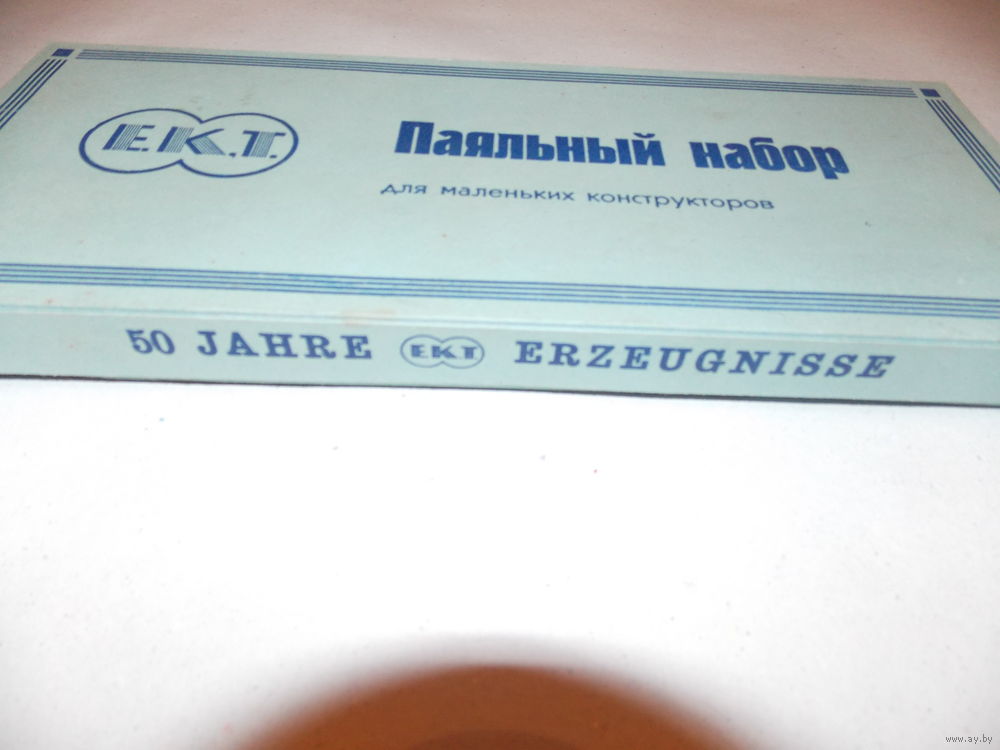 E.K.T.
Паяльный набор
для маленьких конструкторов
50 JAHRE EKT ERZEUGNISSE
www.ay.by